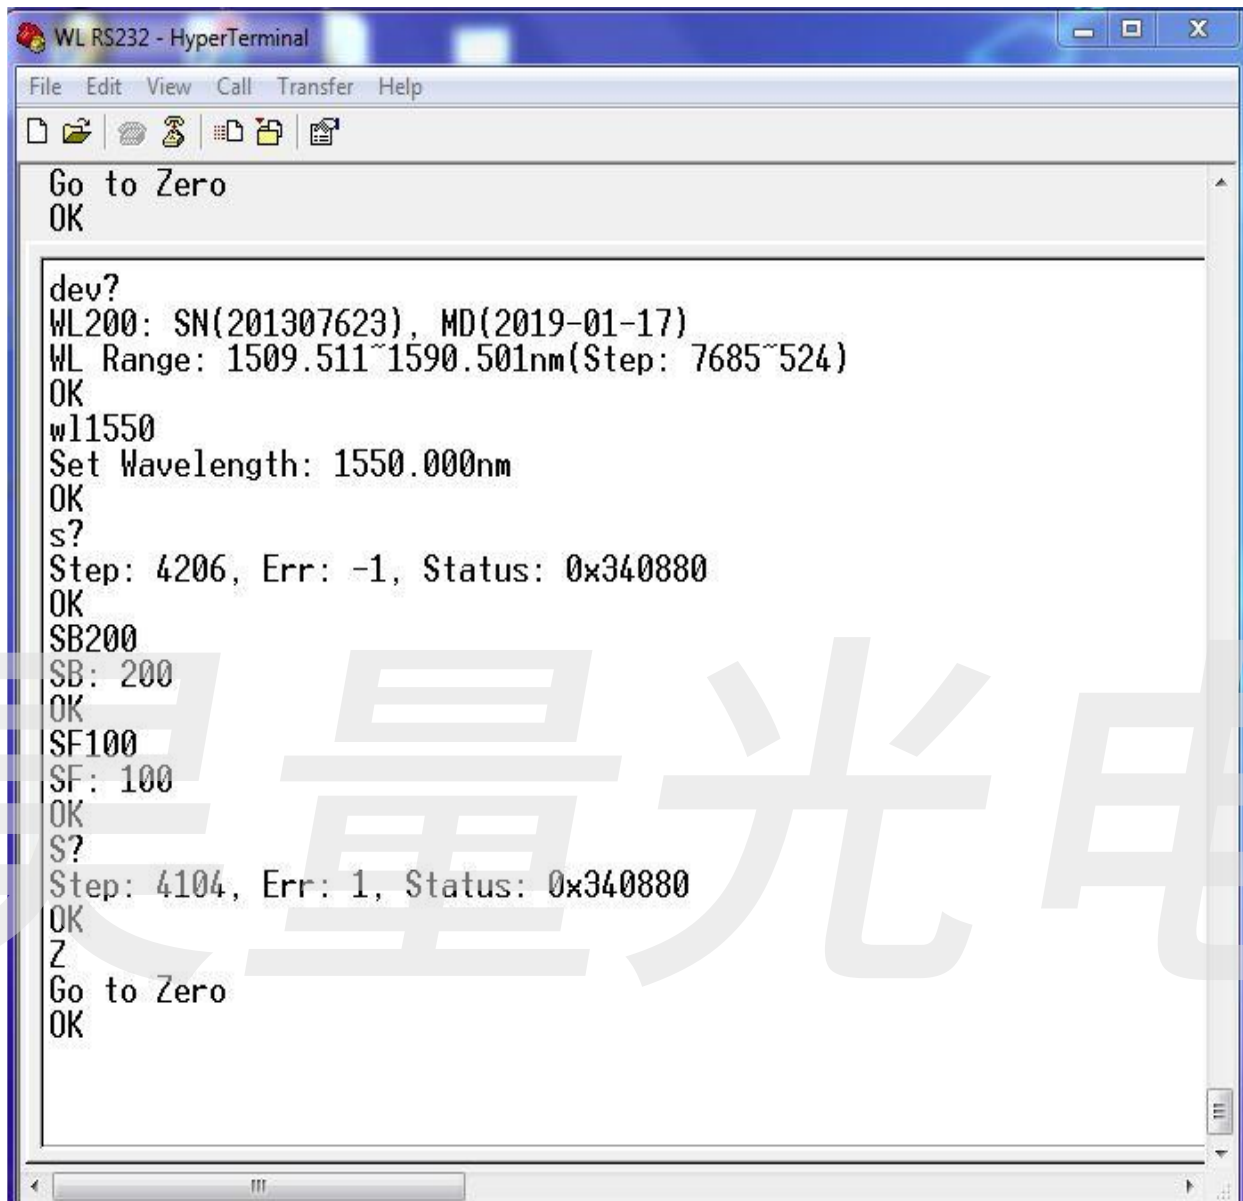 WL RS232 - HyperTerminal
File Edit View Call Transfer Help
Go to Zero
OK
dev?
WL200: SN(201307623), MD(2019-01-17)
WL Range: 1509.511~1590.501nm(Step: 7685~524)
OK
wl1550
Set Wavelength: 1550.000nm
OK
s?
Step: 4206, Err: -1, Status: 0x340880
OK
SB200
SB: 200
OK
SF100
SF: 100
OK
S?
Step: 4104, Err: 1, Status: 0x340880
OK
Z
Go to Zero
OK
昊量光电